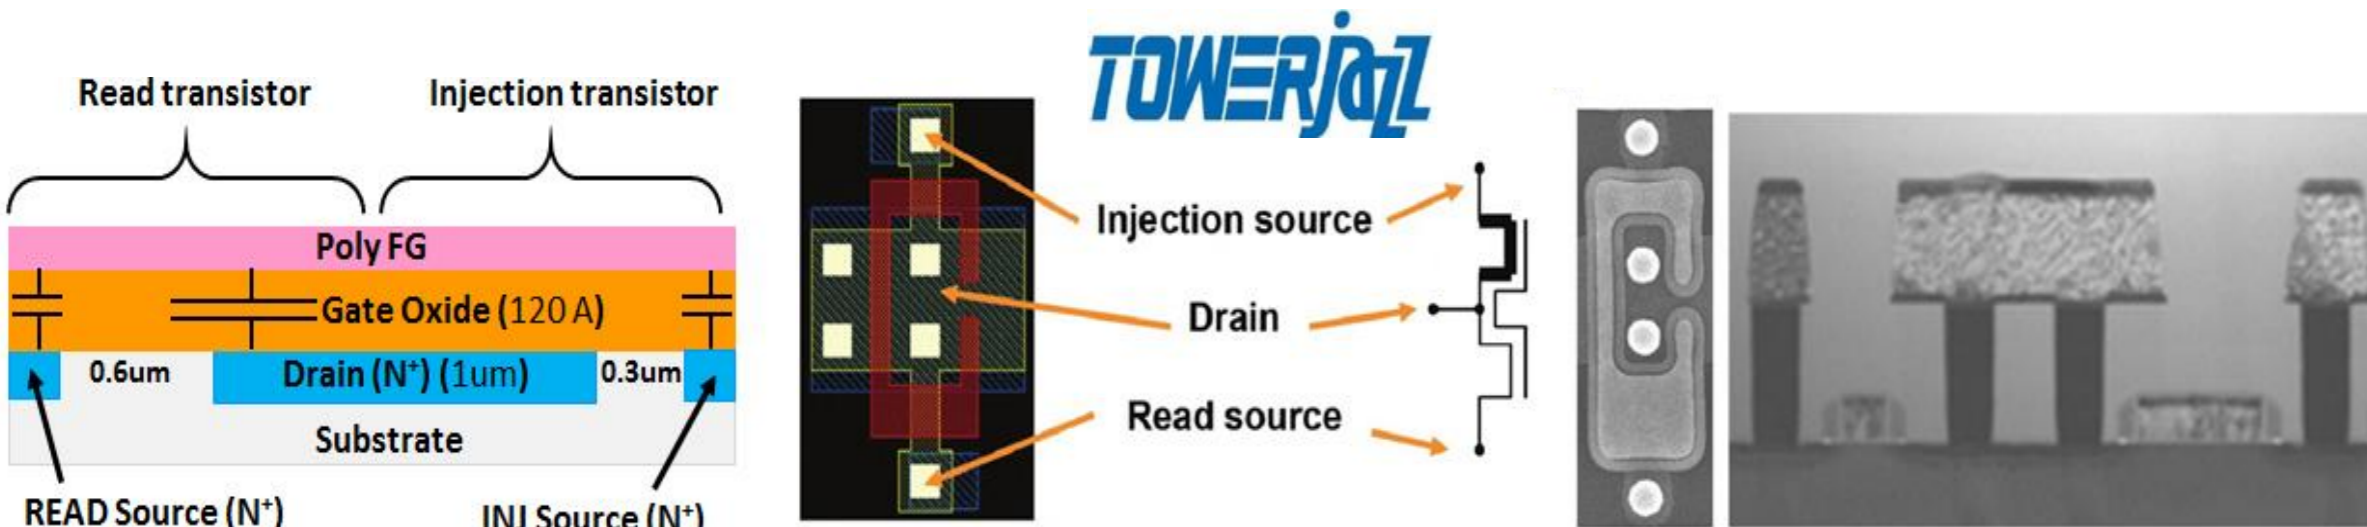 Read transistor
Injection transistor
Poly FG
Gate Oxide (120 A)
0.6um
Drain (N⁺) (1um)
0.3um
Substrate
READ Source (N⁺)
INJ Source (N⁺)
TOWERjazz
Injection source
Drain
Read source